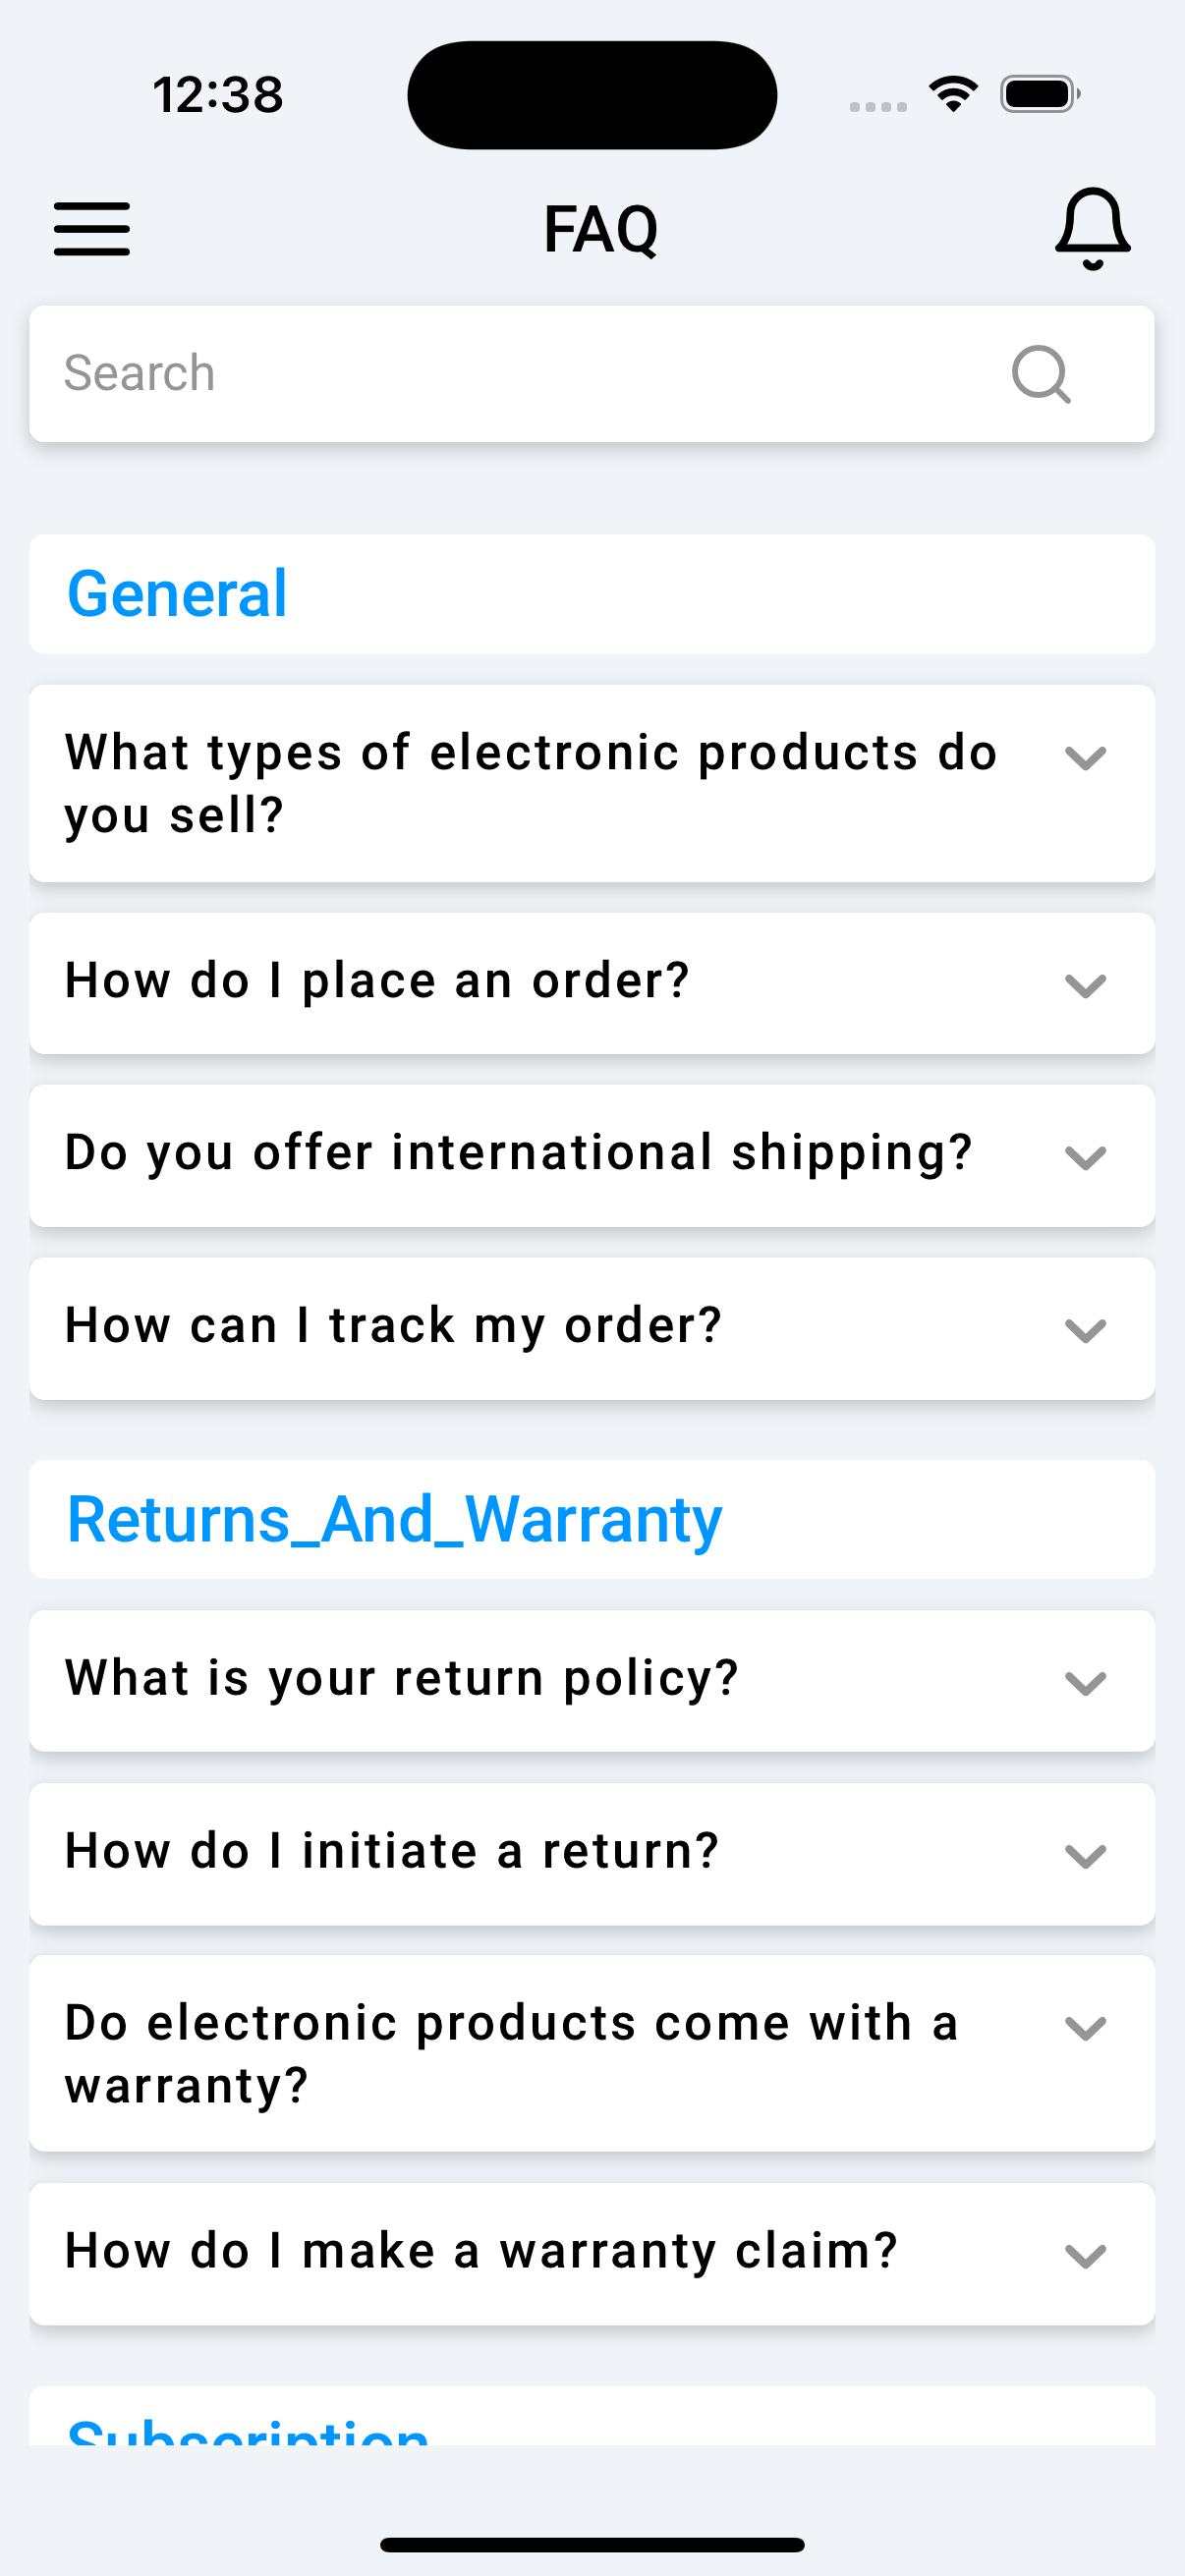 12:38
FAQ
Search
General
What types of electronic products do
you sell?
How do I place an order?
Do you offer international shipping?
How can I track my order?
Returns_And_Warranty
What is your return policy?
How do I initiate a return?
Do electronic products come with a
warranty?
How do I make a warranty claim?
Subscription